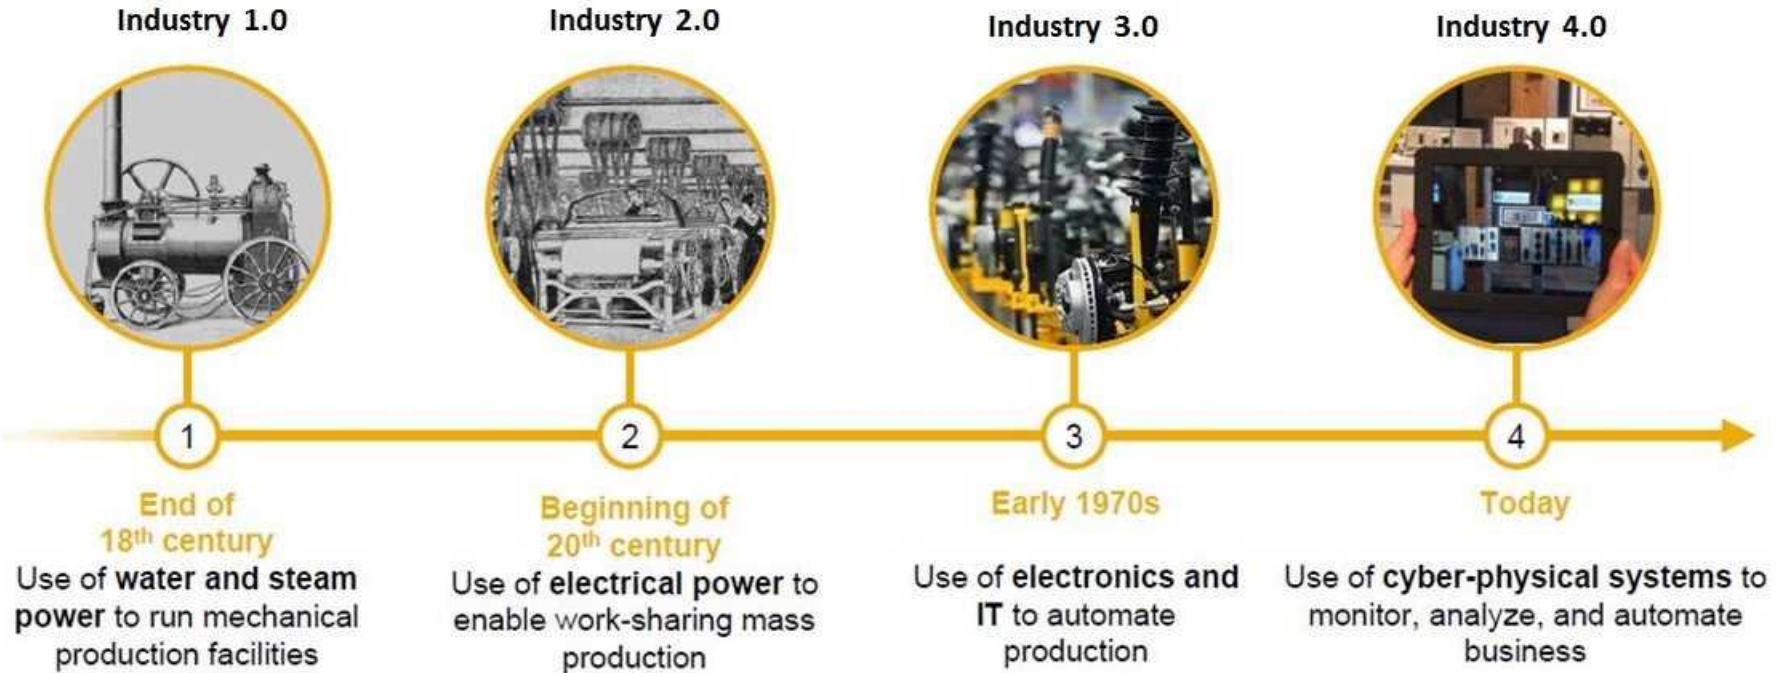 Industry 1.0
Industry 2.0
Industry 3.0
Industry 4.0
1
2
3
4
End of
18th century
Use of water and steam
power to run mechanical
production facilities
Beginning of
20th century
Use of electrical power to
enable work-sharing mass
production
Early 1970s
Use of electronics and
IT to automate
production
Today
Use of cyber-physical systems to
monitor, analyze, and automate
business